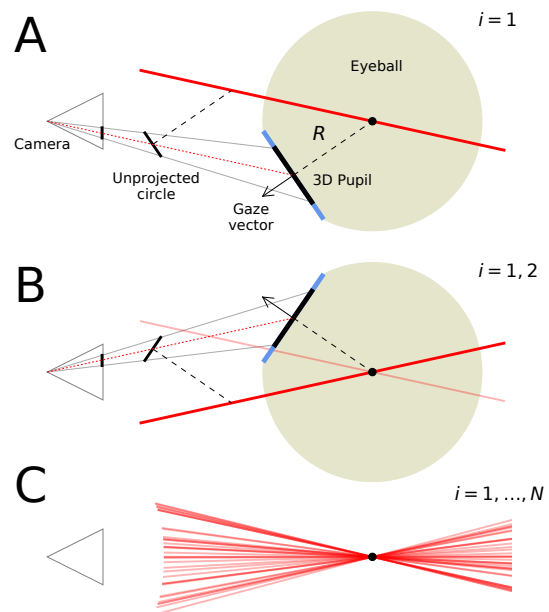 A
i = 1
Eyeball
R
Camera
3D Pupil
Unprojected
circle
Gaze
vector
B
i = 1, 2
C
i = 1, ..., N